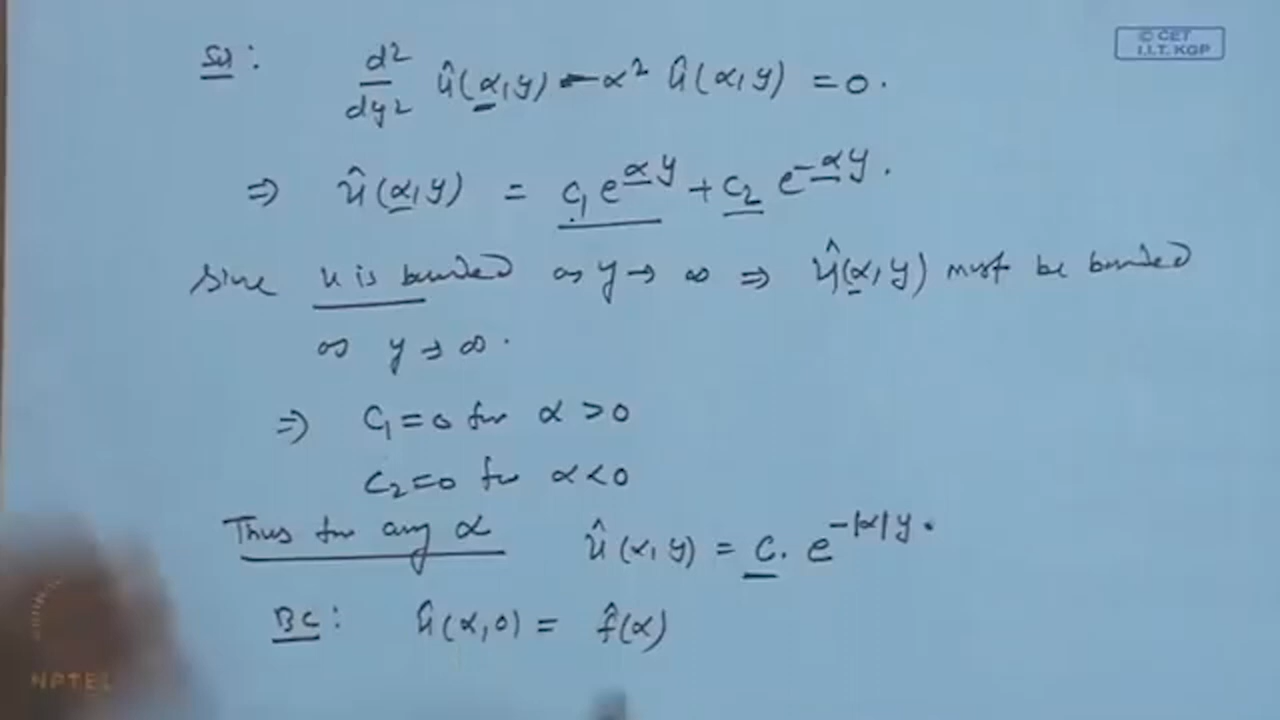 © CET
I.I.T. KGP
Sol: d²/dy² û(α,y) - α² û(α,y) = 0.
⇒ û(α,y) = c₁e^{αy} + c₂ e^{-αy}.
Since u is bounded as y → ∞ ⇒ û(α,y) must be bounded
as y → ∞.
⇒ C₁=0 for α>0
C₂=0 for α<0
Thus for any α û(α,y) = C. e^{-|α|y}.
BC: û(α,0) = f̂(α)
NPTEL